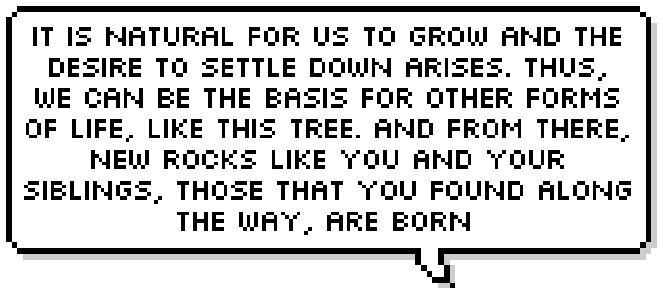 IT IS NATURAL FOR US TO GROW AND THE
DESIRE TO SETTLE DOWN ARISES. THUS,
WE CAN BE THE BASIS FOR OTHER FORMS
OF LIFE, LIKE THIS TREE. AND FROM THERE,
NEW ROCKS LIKE YOU AND YOUR
SIBLINGS, THOSE THAT YOU FOUND ALONG
THE WAY, ARE BORN